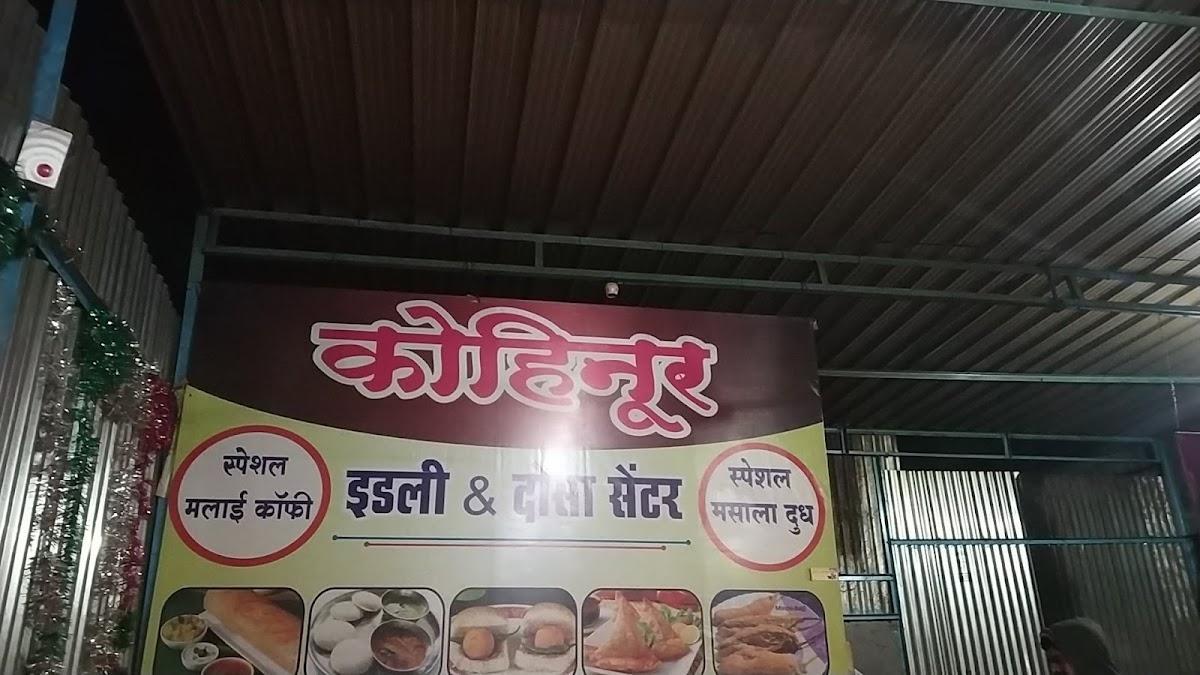 कोहिनूर
स्पेशल
मलाई कॉफी
इडली & दोसा सेंटर
स्पेशल
मसाला दुध